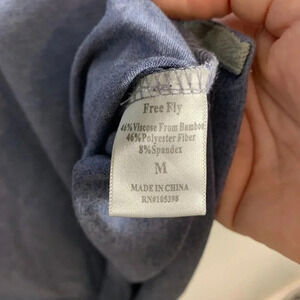 Free Fly
46%Viscose From Bamboo
46%Polyester Fiber
8%Spandex
M
MADE IN CHINA
RN#105398